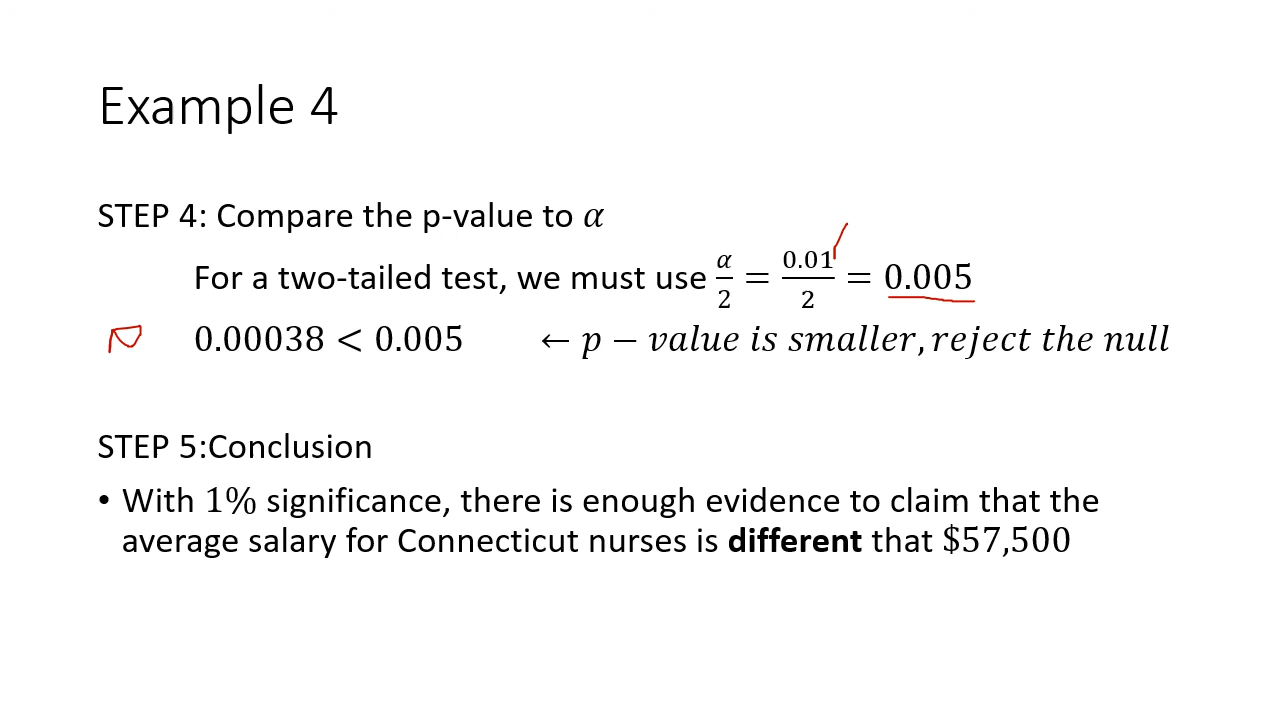 Example 4
STEP 4: Compare the p-value to α
For a two-tailed test, we must use α/2 = 0.01/2 = 0.005
0.00038 < 0.005 ← p − value is smaller, reject the null
STEP 5:Conclusion
• With 1% significance, there is enough evidence to claim that the
average salary for Connecticut nurses is different that $57,500